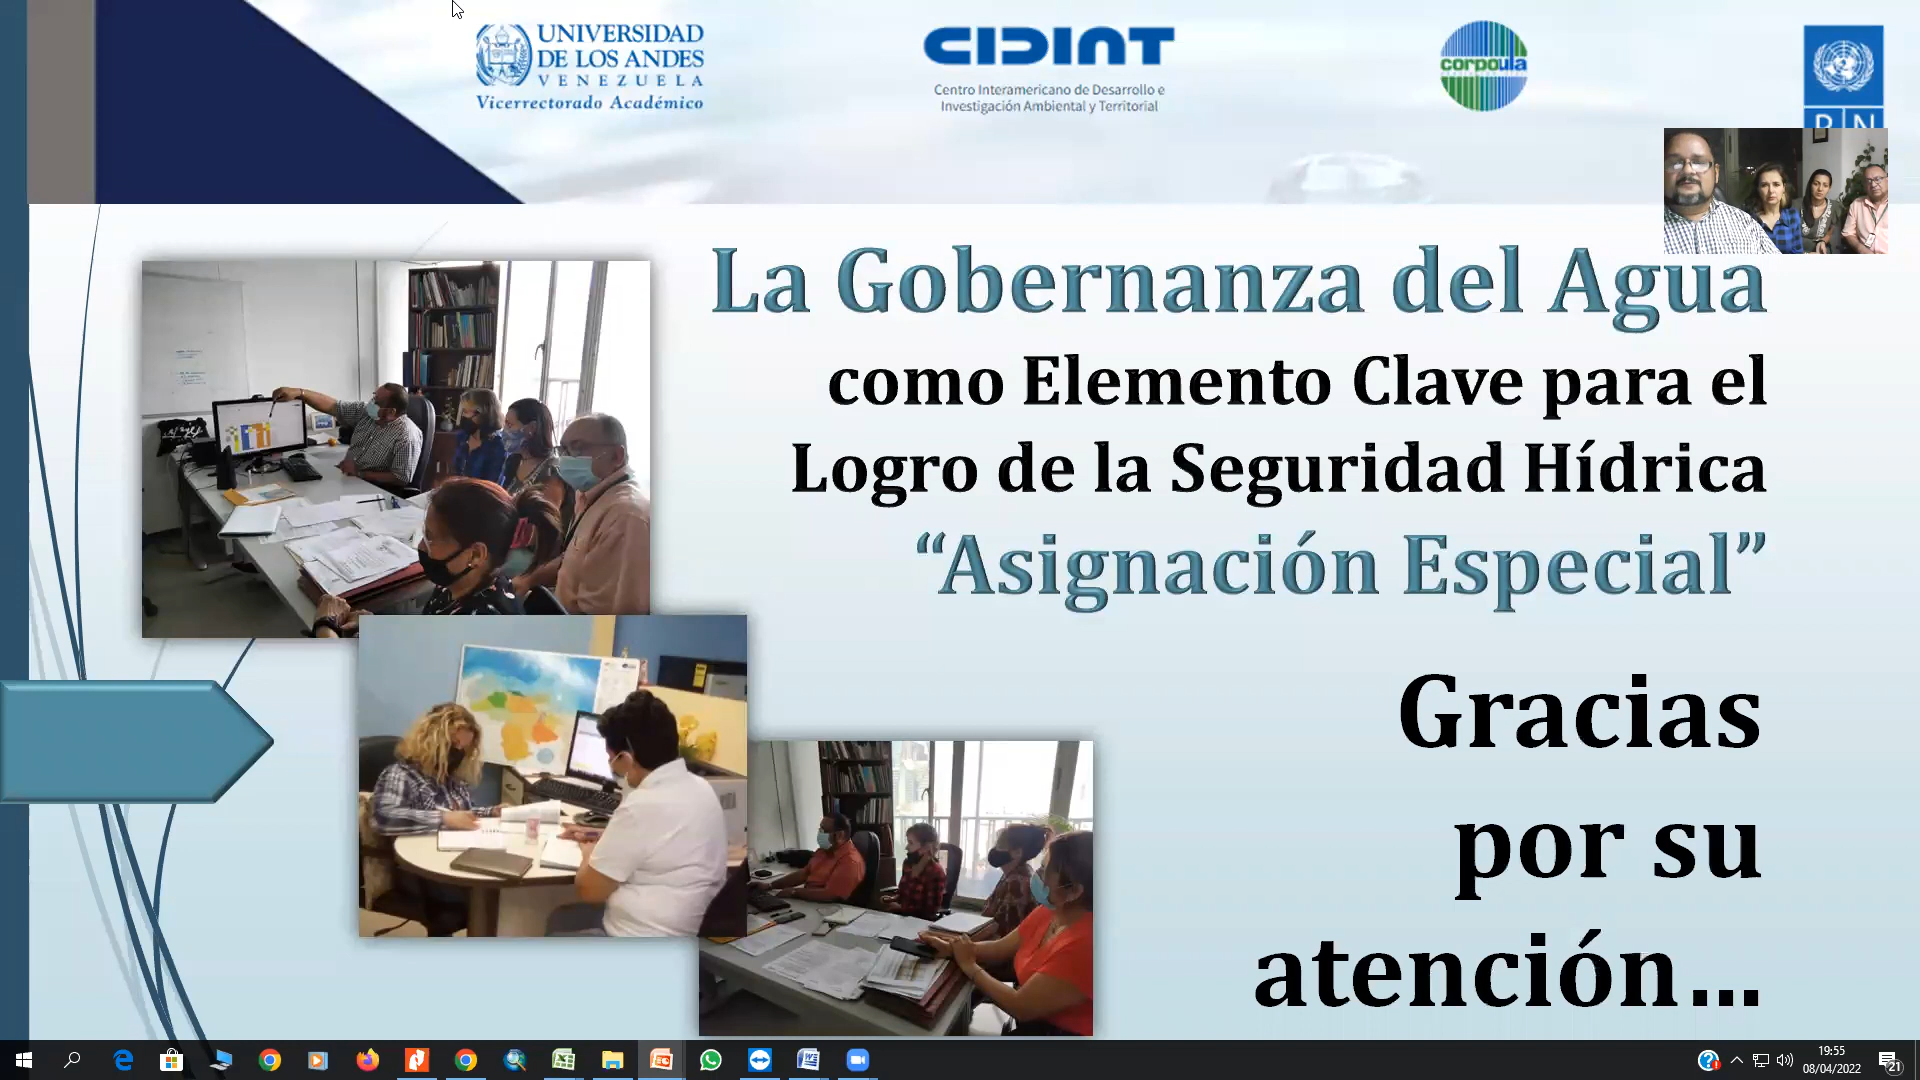 UNIVERSIDAD
DE LOS ANDES
VENEZUELA
Vicerrectorado Académico
CIDIAT
Centro Interamericano de Desarrollo e
Investigación Ambiental y Territorial
corpoula
P N
La Gobernanza del Agua
como Elemento Clave para el
Logro de la Seguridad Hídrica
“Asignación Especial”
Gracias
por su
atención...
19:55
08/04/2022
21